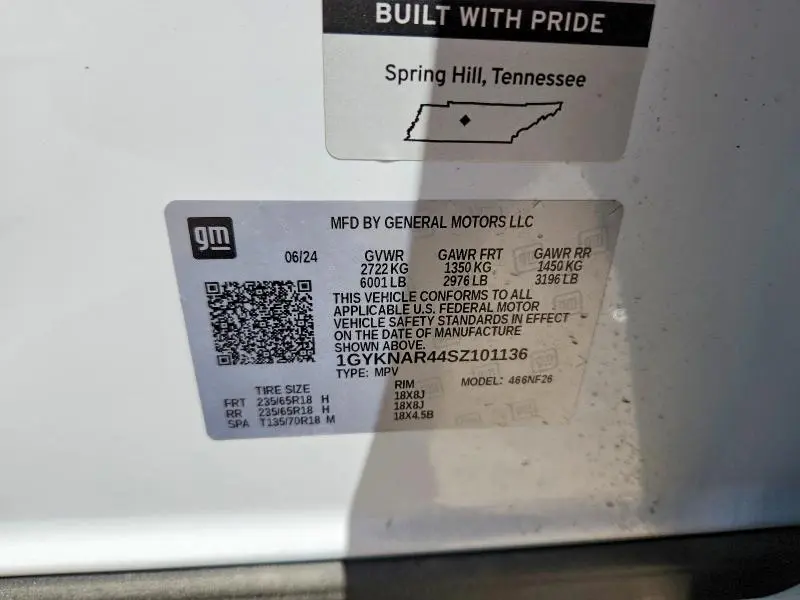 BUILT WITH PRIDE
Spring Hill, Tennessee
gm
MFD BY GENERAL MOTORS LLC
06/24 GVWR GAWR FRT GAWR RR
2722 KG 1350 KG 1450 KG
6001 LB 2976 LB 3196 LB
THIS VEHICLE CONFORMS TO ALL
APPLICABLE U.S. FEDERAL MOTOR
VEHICLE SAFETY STANDARDS IN EFFECT
ON THE DATE OF MANUFACTURE
SHOWN ABOVE.
1GYKNAR44SZ101136
TYPE: MPV
TIRE SIZE RIM MODEL: 466NF26
FRT 235/65R18 H 18X8J
RR 235/65R18 H 18X8J
SPA T135/70R18 M 18X4.5B